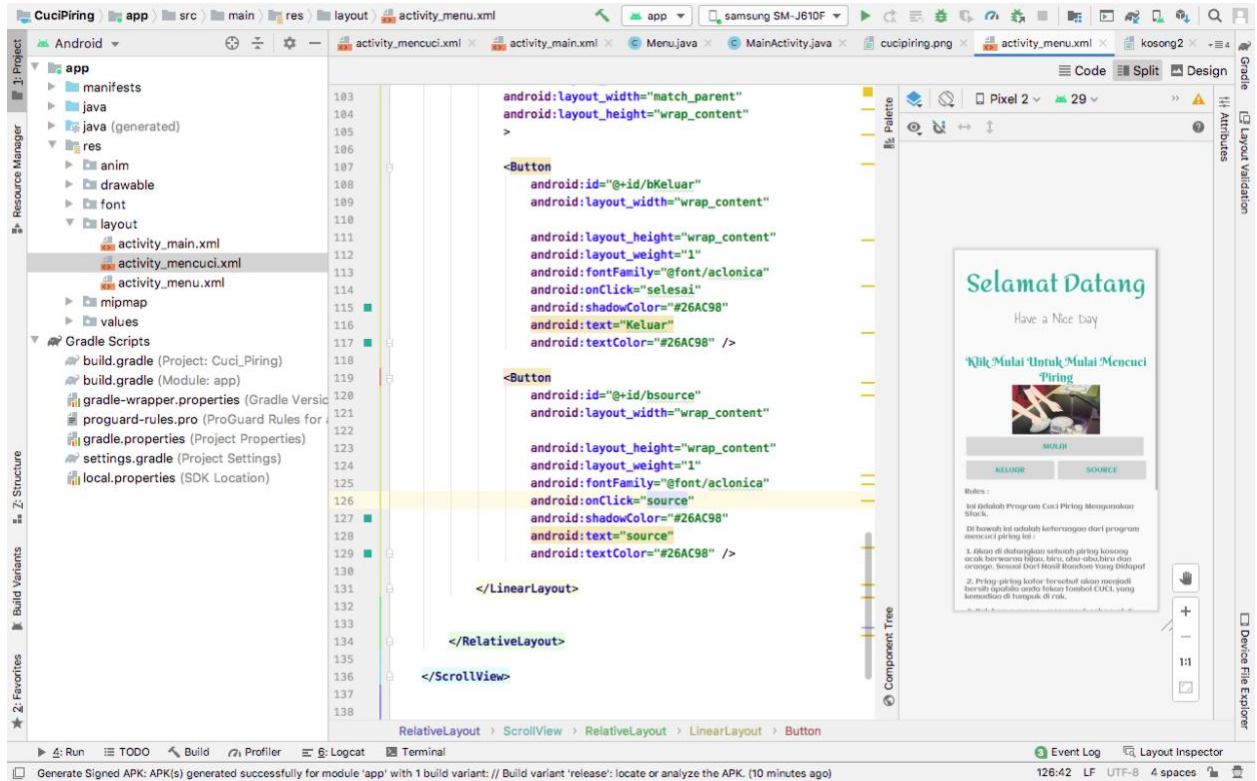 CuciPiring app src main res layout activity_menu.xml app samsung SM-J610F
Android
activity_mencuci.xml activity_main.xml Menu.java MainActivity.java cucipiring.png activity_menu.xml kosong2
Code Split Design
1: Project
Resource Manager
Z: Structure
Build Variants
2: Favorites
app
manifests
java
java (generated)
res
anim
drawable
font
layout
activity_main.xml
activity_mencuci.xml
activity_menu.xml
mipmap
values
Gradle Scripts
build.gradle (Project: Cuci_Piring)
build.gradle (Module: app)
gradle-wrapper.properties (Gradle Versic
proguard-rules.pro (ProGuard Rules for
gradle.properties (Project Properties)
settings.gradle (Project Settings)
local.properties (SDK Location)
103 android:layout_width="match_parent"
104 android:layout_height="wrap_content"
105 >
106
107 <Button
108 android:id="@+id/bKeluar"
109 android:layout_width="wrap_content"
110
111 android:layout_height="wrap_content"
112 android:layout_weight="1"
113 android:fontFamily="@font/aclonica"
114 android:onClick="selesai"
115 android:shadowColor="#26AC98"
116 android:text="Keluar"
117 android:textColor="#26AC98" />
118
119 <Button
120 android:id="@+id/bsource"
121 android:layout_width="wrap_content"
122
123 android:layout_height="wrap_content"
124 android:layout_weight="1"
125 android:fontFamily="@font/aclonica"
126 android:onClick="source"
127 android:shadowColor="#26AC98"
128 android:text="source"
129 android:textColor="#26AC98" />
130
131 </LinearLayout>
132
133
134 </RelativeLayout>
135
136 </ScrollView>
137
138
RelativeLayout > ScrollView > RelativeLayout > LinearLayout > Button
Palette
Component Tree
Pixel 2 29
Selamat Datang
Have a Nice Day
Klik Mulai Untuk Mulai Mencuci
Piring
MULAI
KELUAR SOURCE
Rules :
Ini Adalah Program Cuci Piring Mengunakan
Stack.
Di bawah ini adalah keterangan dari program
mencuci piring ini :
1. Akan di datangkan sebuah piring kosong
acak berwarna hijau, biru, abu-abu,biru dan
orange. Sesuai Dari Hasil Random Yang Didapat
2. Pring-piring kotor tersebut akan menjadi
bersih apabila anda tekan tombol CUCI, yang
kemudian di tumpuk di rak.
1:1
Gradle
Attributes
Layout Validation
Device File Explorer
4: Run TODO Build Profiler 6: Logcat Terminal Event Log Layout Inspector
Generate Signed APK: APK(s) generated successfully for module 'app' with 1 build variant: // Build variant 'release': locate or analyze the APK. (10 minutes ago) 126:42 LF UTF-8 4 spaces